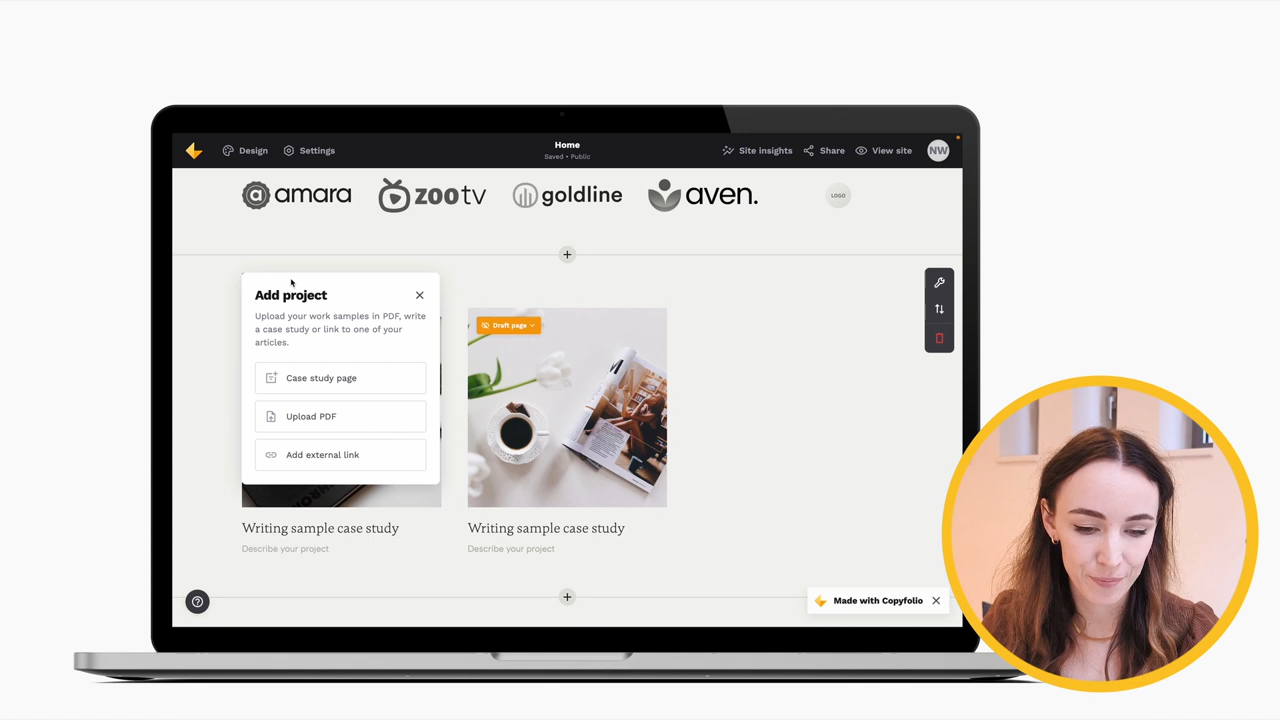 Design
Settings
Home
Saved • Public
Site insights
Share
View site
NW
a amara
zootv
goldline
aven.
LOGO
+
Add project
Upload your work samples in PDF, write
a case study or link to one of your
articles.
Case study page
Upload PDF
Add external link
Draft page
Writing sample case study
Describe your project
Writing sample case study
Describe your project
+
?
Made with Copyfolio